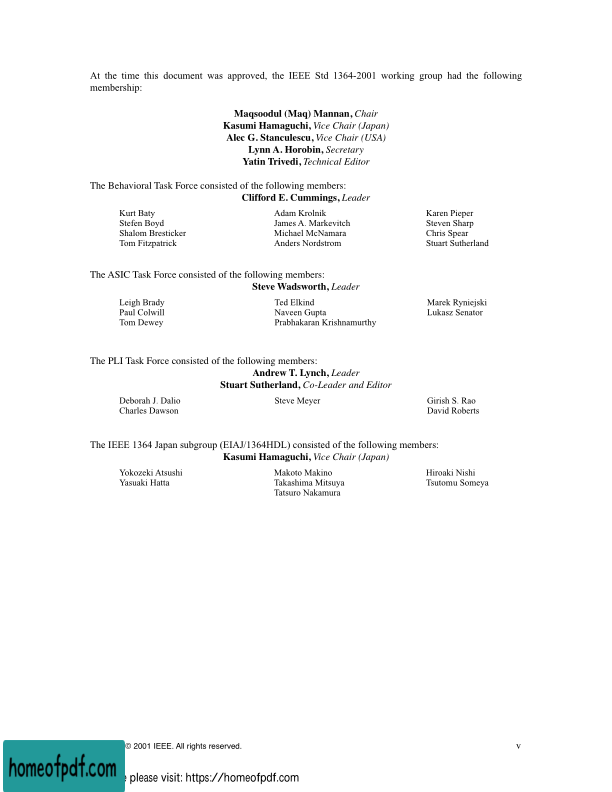 At the time this document was approved, the IEEE Std 1364-2001 working group had the following
membership:
Maqsoodul (Maq) Mannan, Chair
Kasumi Hamaguchi, Vice Chair (Japan)
Alec G. Stanculescu, Vice Chair (USA)
Lynn A. Horobin, Secretary
Yatin Trivedi, Technical Editor
The Behavioral Task Force consisted of the following members:
Clifford E. Cummings, Leader
Kurt Baty Adam Krolnik Karen Pieper
Stefen Boyd James A. Markevitch Steven Sharp
Shalom Bresticker Michael McNamara Chris Spear
Tom Fitzpatrick Anders Nordstrom Stuart Sutherland
The ASIC Task Force consisted of the following members:
Steve Wadsworth, Leader
Leigh Brady Ted Elkind Marek Ryniejski
Paul Colwill Naveen Gupta Lukasz Senator
Tom Dewey Prabhakaran Krishnamurthy
The PLI Task Force consisted of the following members:
Andrew T. Lynch, Leader
Stuart Sutherland, Co-Leader and Editor
Deborah J. Dalio Steve Meyer Girish S. Rao
Charles Dawson David Roberts
The IEEE 1364 Japan subgroup (EIAJ/1364HDL) consisted of the following members:
Kasumi Hamaguchi, Vice Chair (Japan)
Yokozeki Atsushi Makoto Makino Hiroaki Nishi
Yasuaki Hatta Takashima Mitsuya Tsutomu Someya
Tatsuro Nakamura
© 2001 IEEE. All rights reserved. v
homeofpdf.com
please visit: https://homeofpdf.com